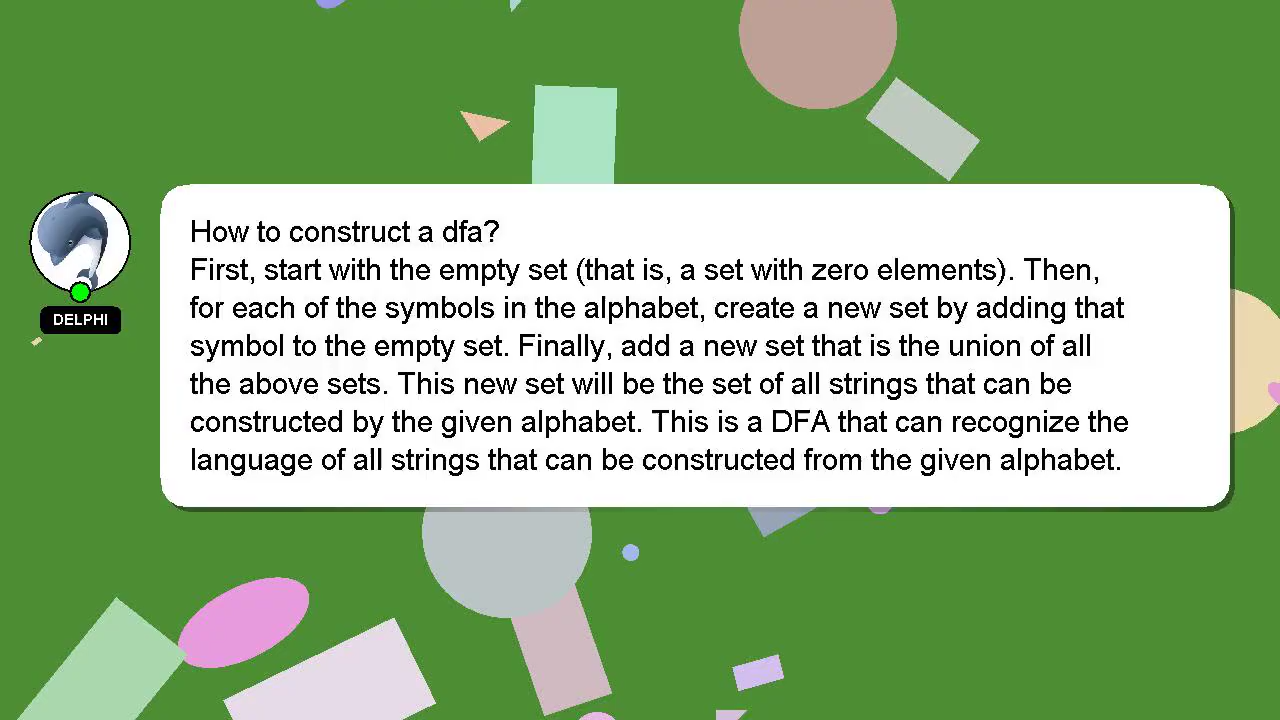 How to construct a dfa?
First, start with the empty set (that is, a set with zero elements). Then,
for each of the symbols in the alphabet, create a new set by adding that
symbol to the empty set. Finally, add a new set that is the union of all
the above sets. This new set will be the set of all strings that can be
constructed by the given alphabet. This is a DFA that can recognize the
language of all strings that can be constructed from the given alphabet.
DELPHI